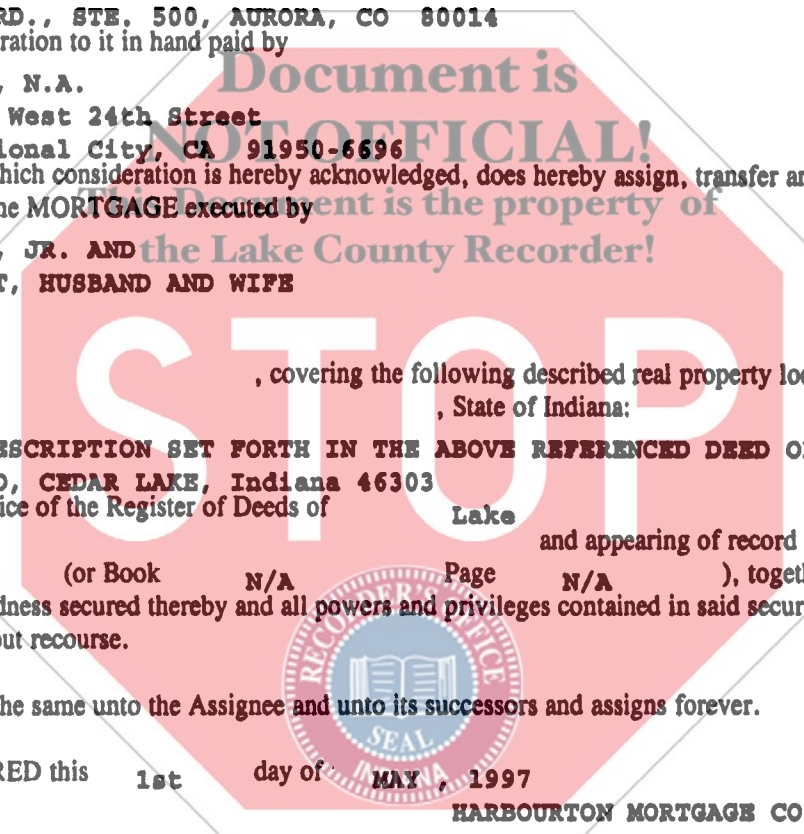 RD., STE. 500, AURORA, CO 80014
ration to it in hand paid by
Document is
, N.A.
West 24th Street
NOT OFFICIAL!
ional City, CA 91950-6696
hich consideration is hereby acknowledged, does hereby assign, transfer an
This Document is the property of
he MORTGAGE executed by
the Lake County Recorder!
, JR. AND
T, HUSBAND AND WIFE
STOP
, covering the following described real property loc
, State of Indiana:
ESCRIPTION SET FORTH IN THE ABOVE REFERENCED DEED O
O, CEDAR LAKE, Indiana 46303
ice of the Register of Deeds of Lake
and appearing of record
(or Book N/A Page N/A ), togeth
dness secured thereby and all powers and privileges contained in said secur
out recourse.
RECORDER'S OFFICE
SEAL
INDIANA
he same unto the Assignee and unto its successors and assigns forever.
RED this 1st day of MAY , 1997
HARBOURTON MORTGAGE CO